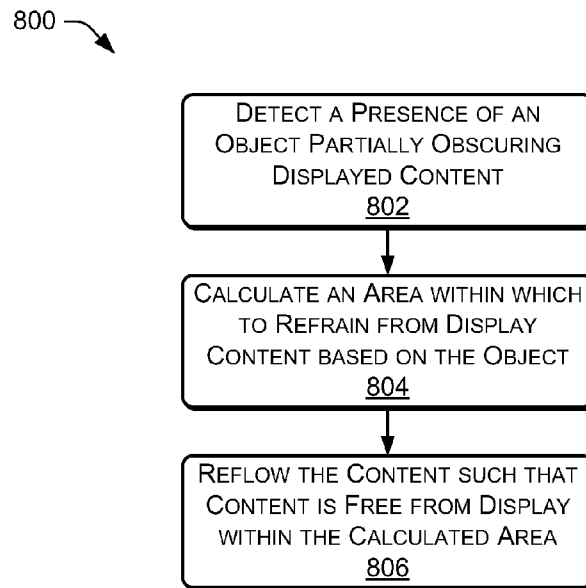 800
DETECT A PRESENCE OF AN
OBJECT PARTIALLY OBSCURING
DISPLAYED CONTENT
802
CALCULATE AN AREA WITHIN WHICH
TO REFRAIN FROM DISPLAY
CONTENT BASED ON THE OBJECT
804
REFLOW THE CONTENT SUCH THAT
CONTENT IS FREE FROM DISPLAY
WITHIN THE CALCULATED AREA
806